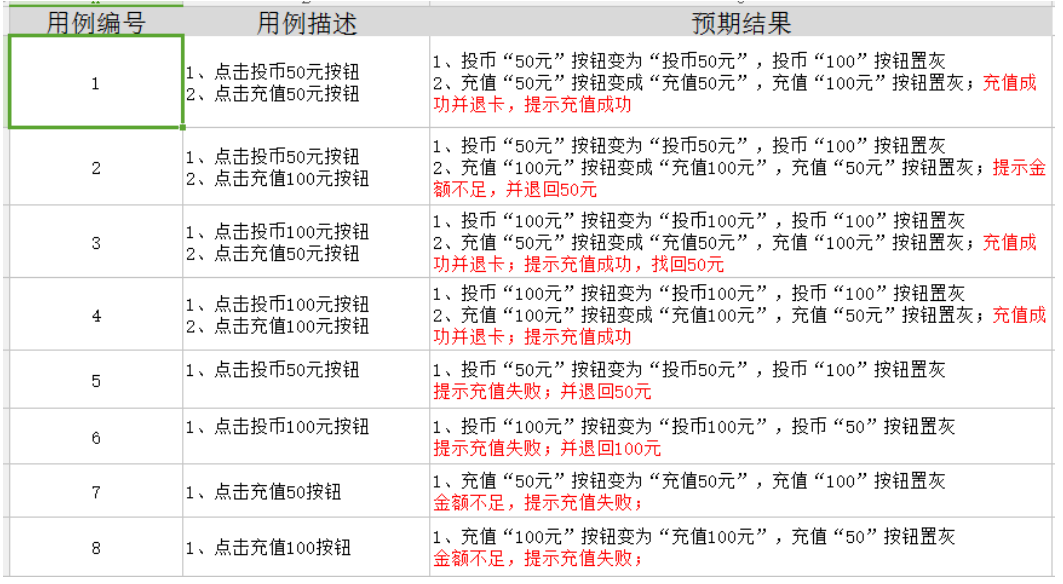 用例编号 用例描述 预期结果
1
1、点击投币50元按钮
2、点击充值50元按钮
1、投币“50元”按钮变为“投币50元”，投币“100”按钮置灰
2、充值“50元”按钮变成“充值50元”，充值“100元”按钮置灰；充值成
功并退卡，提示充值成功
2
1、点击投币50元按钮
2、点击充值100元按钮
1、投币“50元”按钮变为“投币50元”，投币“100”按钮置灰
2、充值“100元”按钮变成“充值100元”，充值“50元”按钮置灰；提示金
额不足，并退回50元
3
1、点击投币100元按钮
2、点击充值50元按钮
1、投币“100元”按钮变为“投币100元”，投币“100”按钮置灰
2、充值“50元”按钮变成“充值50元”，充值“100元”按钮置灰；充值成
功并退卡；提示充值成功，找回50元
4
1、点击投币100元按钮
2、点击充值100元按钮
1、投币“100元”按钮变为“投币100元”，投币“100”按钮置灰
2、充值“100元”按钮变成“充值100元”，充值“50元”按钮置灰；充值成
功并退卡；提示充值成功
5
1、点击投币50元按钮
1、投币“50元”按钮变为“投币50元”，投币“100”按钮置灰
提示充值失败；并退回50元
6
1、点击投币100元按钮
1、投币“100元”按钮变为“投币100元”，投币“50”按钮置灰
提示充值失败；并退回100元
7
1、点击充值50按钮
1、充值“50元”按钮变为“充值50元”，充值“100”按钮置灰
金额不足，提示充值失败；
8
1、点击充值100按钮
1、充值“100元”按钮变为“充值100元”，充值“50”按钮置灰
金额不足，提示充值失败；